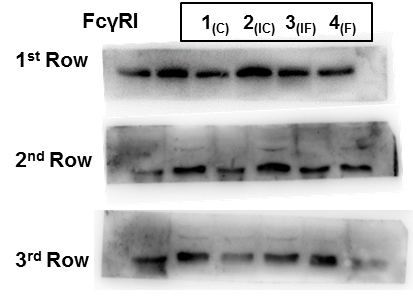 FcγRI
1(C) 2(IC) 3(IF) 4(F)
1st Row
2nd Row
3rd Row